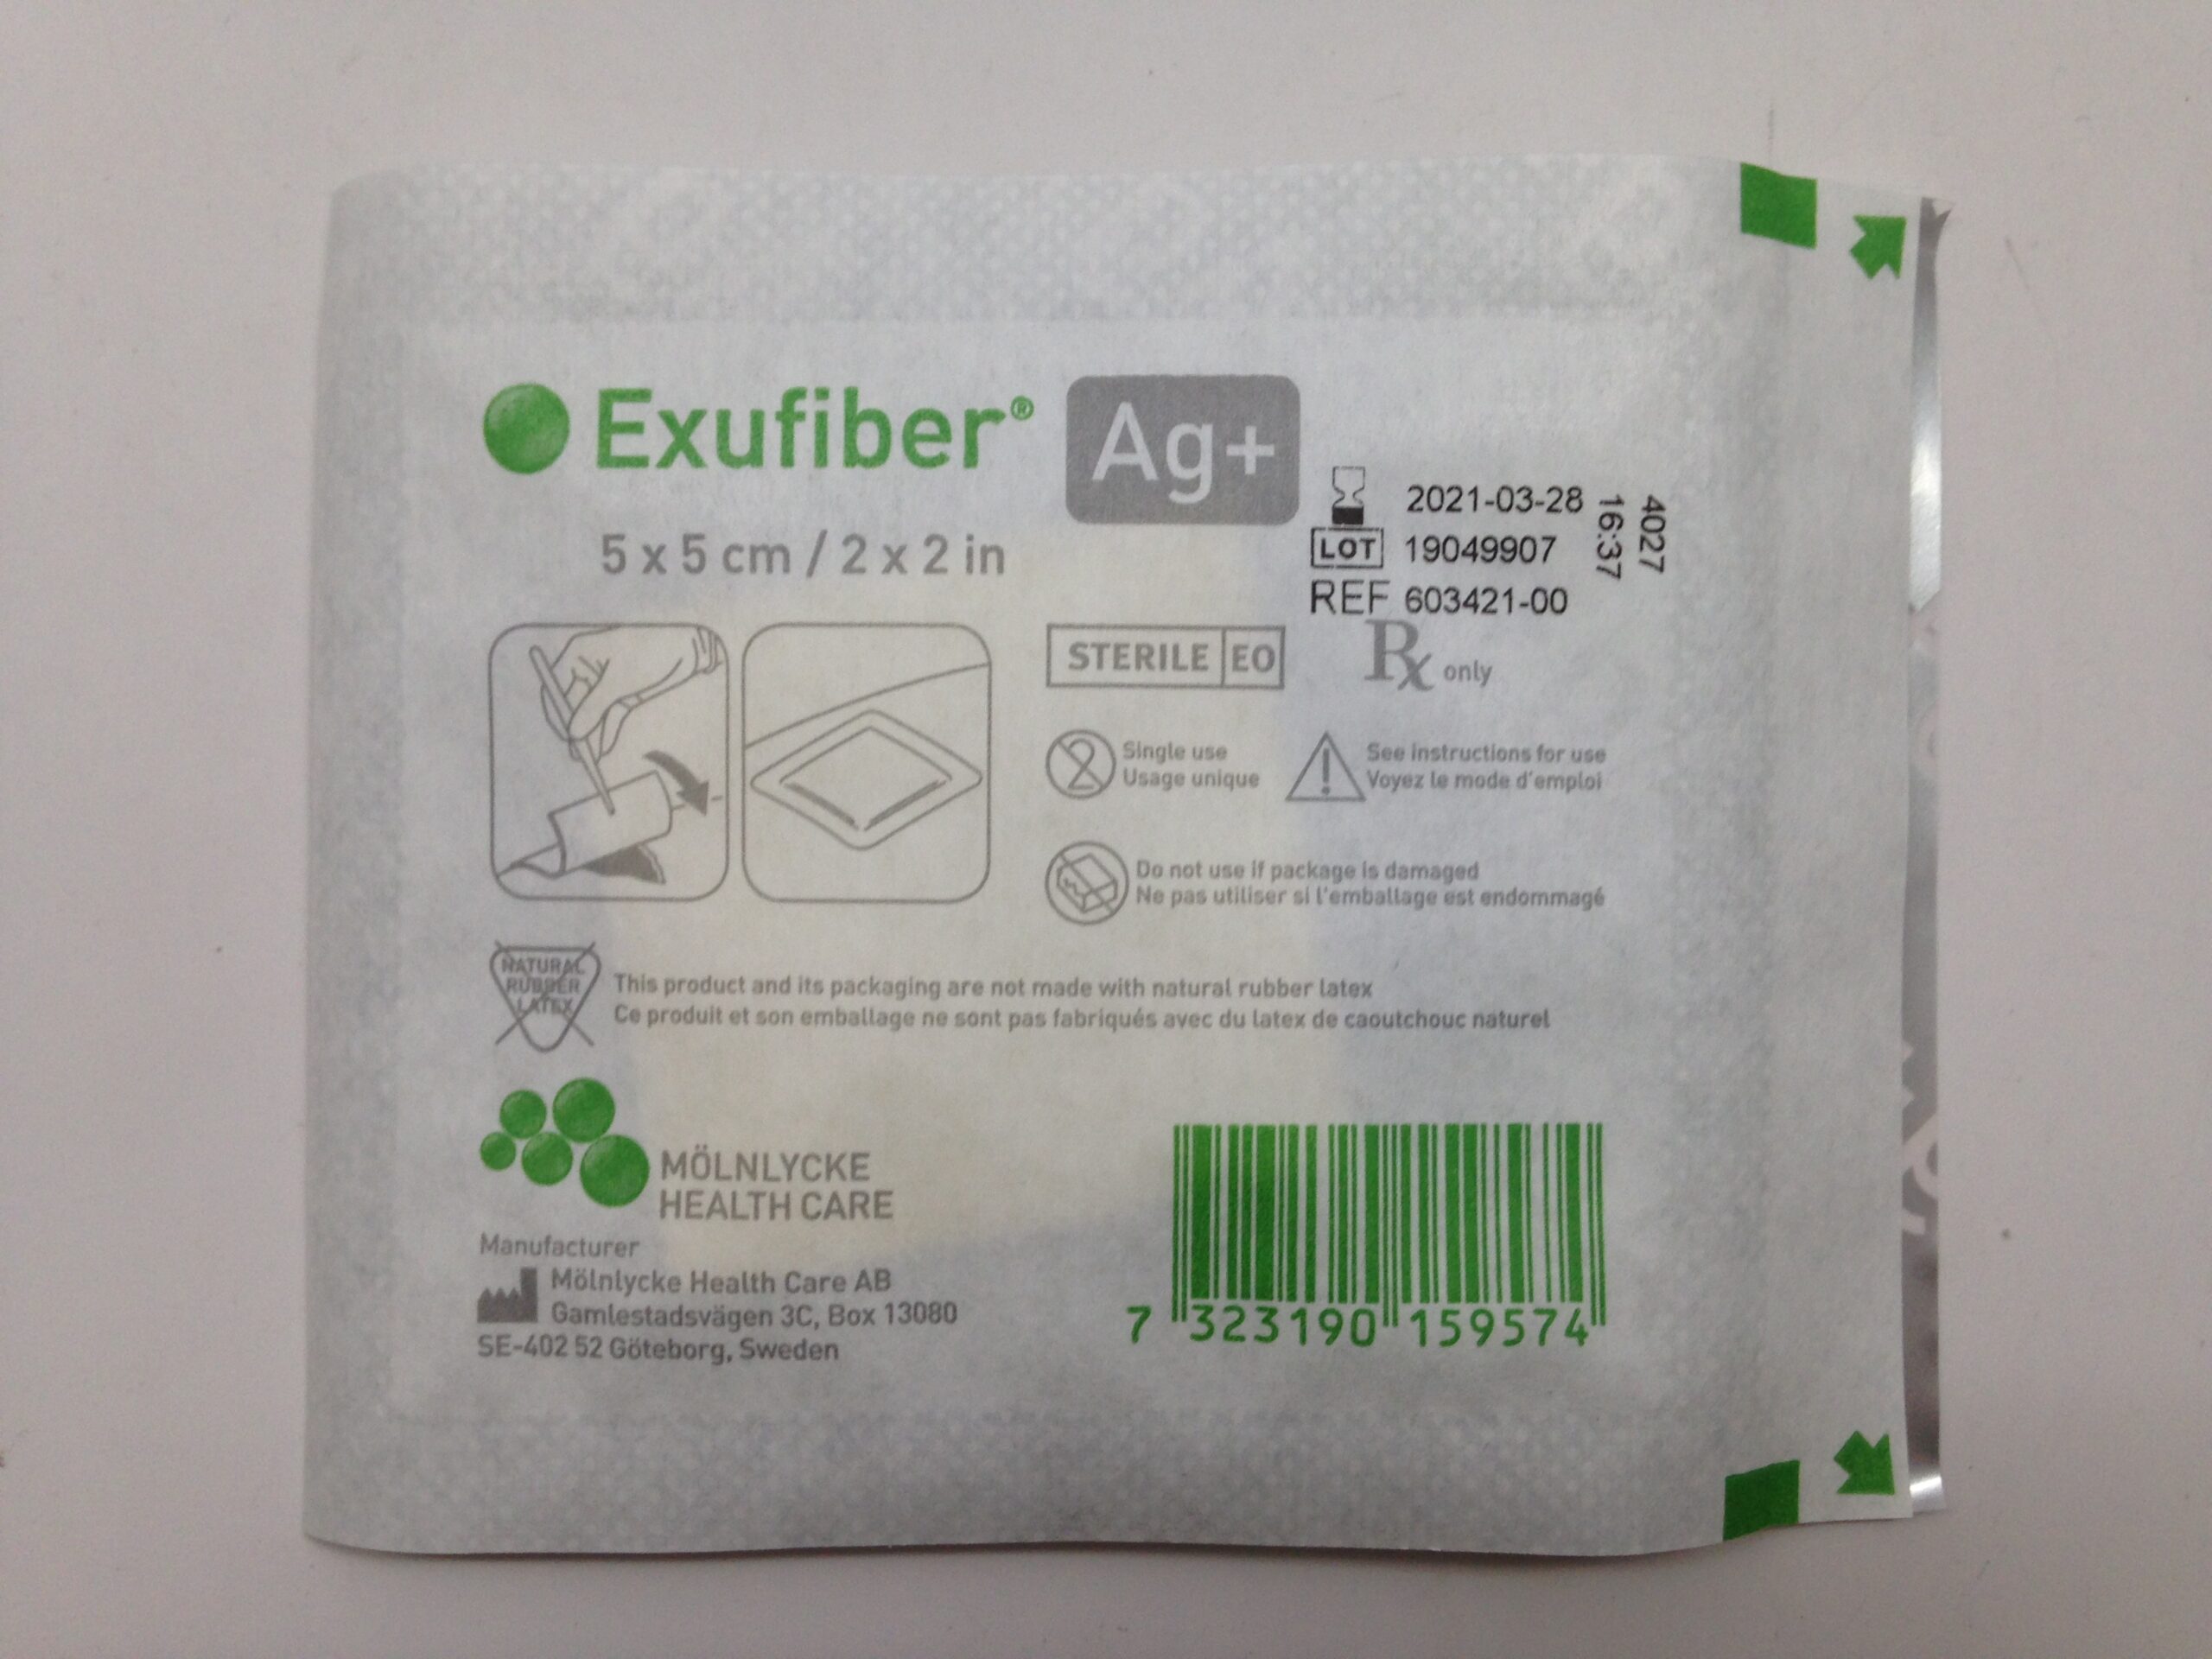 Exufiber® Ag+
5 x 5 cm / 2 x 2 in
2021-03-28
LOT 19049907
REF 603421-00
16:37
4027
STERILE EO
Rx only
2 Single use
Usage unique
! See instructions for use
Voyez le mode d'emploi
Do not use if package is damaged
Ne pas utiliser si l'emballage est endommagé
NATURAL
RUBBER
LATEX
This product and its packaging are not made with natural rubber latex
Ce produit et son emballage ne sont pas fabriqués avec du latex de caoutchouc naturel
MÖLNLYCKE
HEALTH CARE
Manufacturer
Mölnlycke Health Care AB
Gamlestadsvägen 3C, Box 13080
SE-402 52 Göteborg, Sweden
7 323190 159574